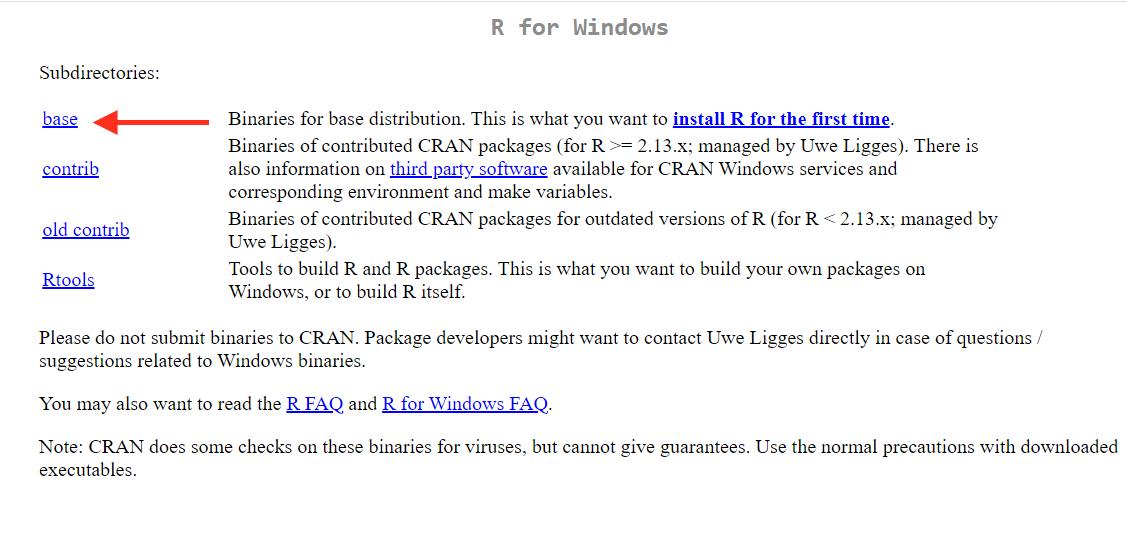 R for Windows
Subdirectories:
base Binaries for base distribution. This is what you want to install R for the first time.
Binaries of contributed CRAN packages (for R >= 2.13.x; managed by Uwe Ligges). There is
contrib also information on third party software available for CRAN Windows services and
corresponding environment and make variables.
Binaries of contributed CRAN packages for outdated versions of R (for R < 2.13.x; managed by
old contrib
Uwe Ligges).
Tools to build R and R packages. This is what you want to build your own packages on
Rtools
Windows, or to build R itself.
Please do not submit binaries to CRAN. Package developers might want to contact Uwe Ligges directly in case of questions /
suggestions related to Windows binaries.
You may also want to read the R FAQ and R for Windows FAQ.
Note: CRAN does some checks on these binaries for viruses, but cannot give guarantees. Use the normal precautions with downloaded
executables.